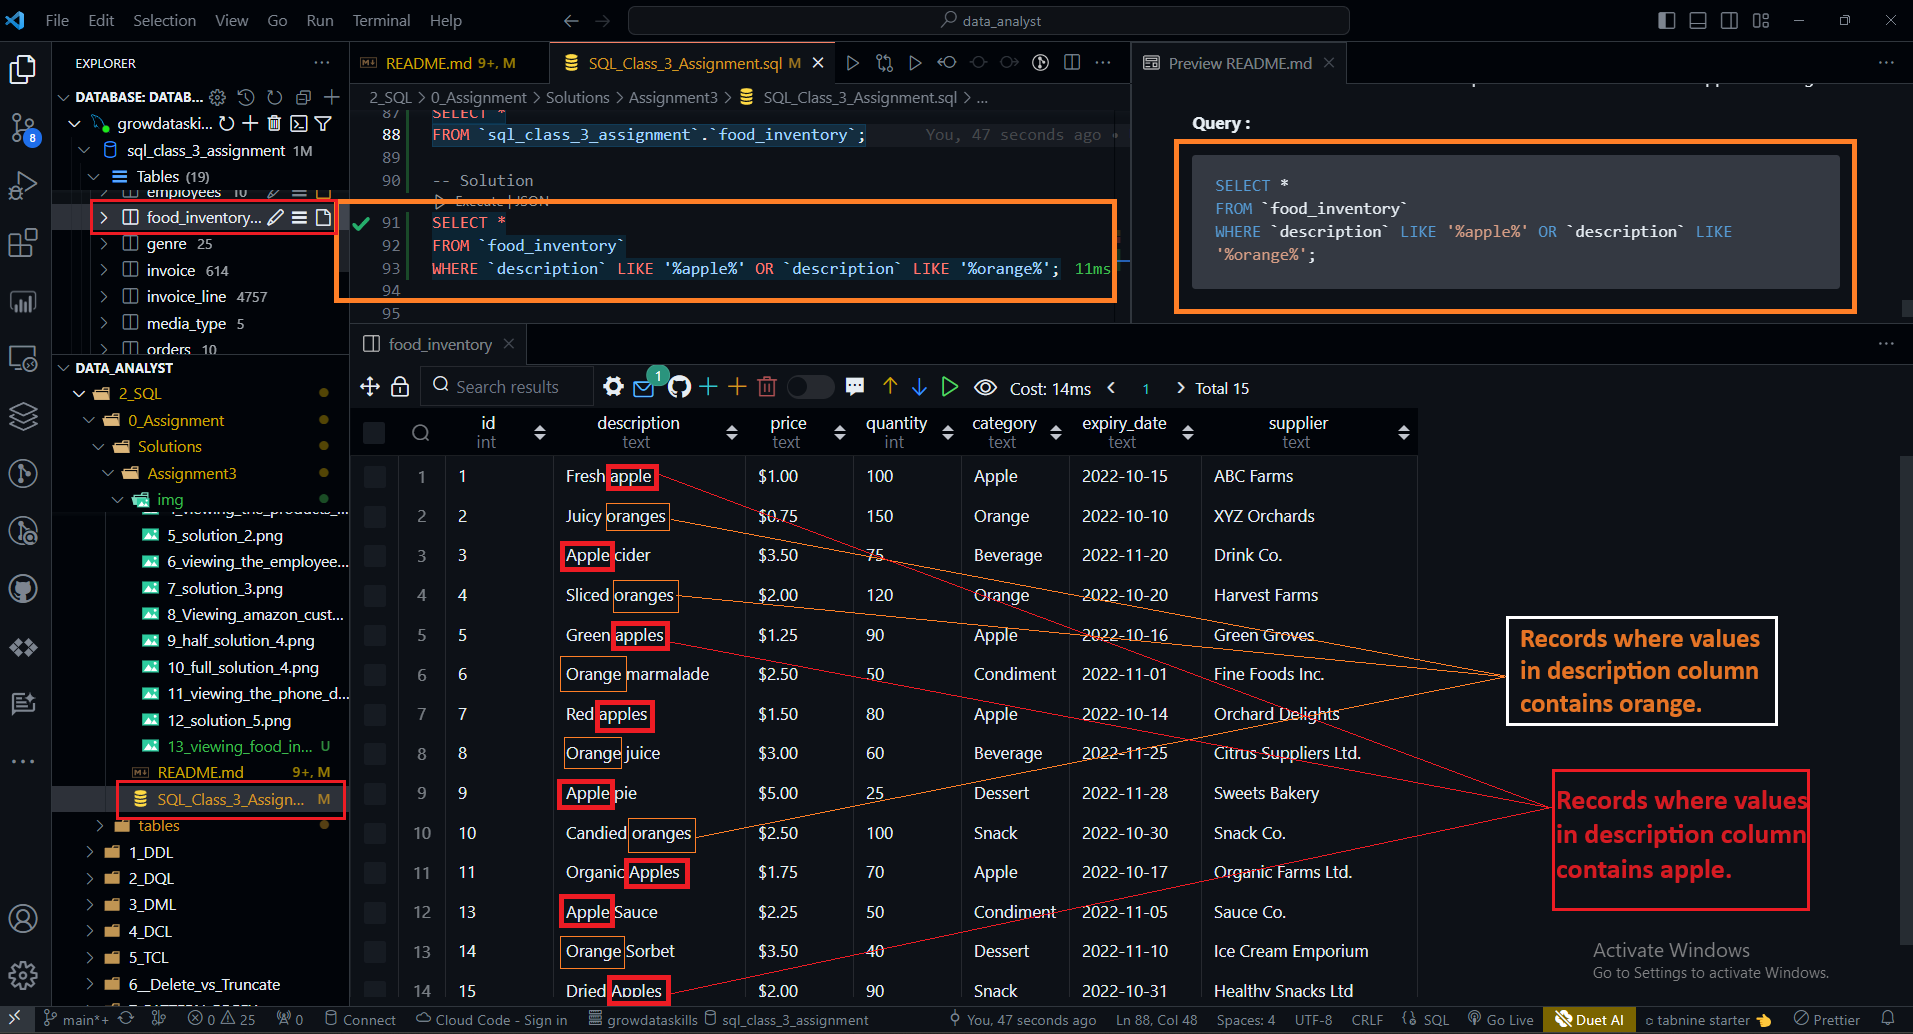 File Edit Selection View Go Run Terminal Help
data_analyst
EXPLORER
DATABASE: DATAB...
growdataski...
sql_class_3_assignment 1M
Tables (19)
employees 10
food_inventory...
genre 25
invoice 614
invoice_line 4757
media_type 5
orders 10
8
DATA_ANALYST
2_SQL
0_Assignment
Solutions
Assignment3
img
5_solution_2.png
6_viewing_the_employee...
7_solution_3.png
8_Viewing_amazon_cust...
9_half_solution_4.png
10_full_solution_4.png
11_viewing_the_phone_d...
12_solution_5.png
13_viewing_food_in... U
README.md 9+, M
SQL_Class_3_Assign... M
tables
1_DDL
2_DQL
3_DML
4_DCL
5_TCL
6__Delete_vs_Truncate
README.md 9+, M
SQL_Class_3_Assignment.sql M
2_SQL > 0_Assignment > Solutions > Assignment3 > SQL_Class_3_Assignment.sql > ...
87 SELECT *
88 FROM `sql_class_3_assignment`.`food_inventory`; You, 47 seconds ago
89
90 -- Solution
Execute | JSON
91 SELECT *
92 FROM `food_inventory`
93 WHERE `description` LIKE '%apple%' OR `description` LIKE '%orange%'; 11ms
94
95
Preview README.md
Query :
SELECT *
FROM `food_inventory`
WHERE `description` LIKE '%apple%' OR `description` LIKE
'%orange%';
food_inventory
Search results
1
Cost: 14ms
1
Total 15
id description price quantity category expiry_date supplier
int text text int text text text
1 1 Fresh apple $1.00 100 Apple 2022-10-15 ABC Farms
2 2 Juicy oranges $0.75 150 Orange 2022-10-10 XYZ Orchards
3 3 Apple cider $3.50 75 Beverage 2022-11-20 Drink Co.
4 4 Sliced oranges $2.00 120 Orange 2022-10-20 Harvest Farms
5 5 Green apples $1.25 90 Apple 2022-10-16 Green Groves
6 6 Orange marmalade $2.50 50 Condiment 2022-11-01 Fine Foods Inc.
7 7 Red apples $1.50 80 Apple 2022-10-14 Orchard Delights
8 8 Orange juice $3.00 60 Beverage 2022-11-25 Citrus Suppliers Ltd.
9 9 Apple pie $5.00 25 Dessert 2022-11-28 Sweets Bakery
10 10 Candied oranges $2.50 100 Snack 2022-10-30 Snack Co.
11 11 Organic Apples $1.75 70 Apple 2022-10-17 Organic Farms Ltd.
12 13 Apple Sauce $2.25 50 Condiment 2022-11-05 Sauce Co.
13 14 Orange Sorbet $3.50 40 Dessert 2022-11-10 Ice Cream Emporium
14 15 Dried Apples $2.00 90 Snack 2022-10-31 Healthy Snacks Ltd
Records where values
in description column
contains orange.
Records where values
in description column
contains apple.
Activate Windows
Go to Settings to activate Windows.
main*+ 0 25 0 Connect Cloud Code - Sign in growdataskills sql_class_3_assignment You, 47 seconds ago Ln 88, Col 48 Spaces: 4 UTF-8 CRLF SQL Go Live Duet AI tabnine starter Prettier